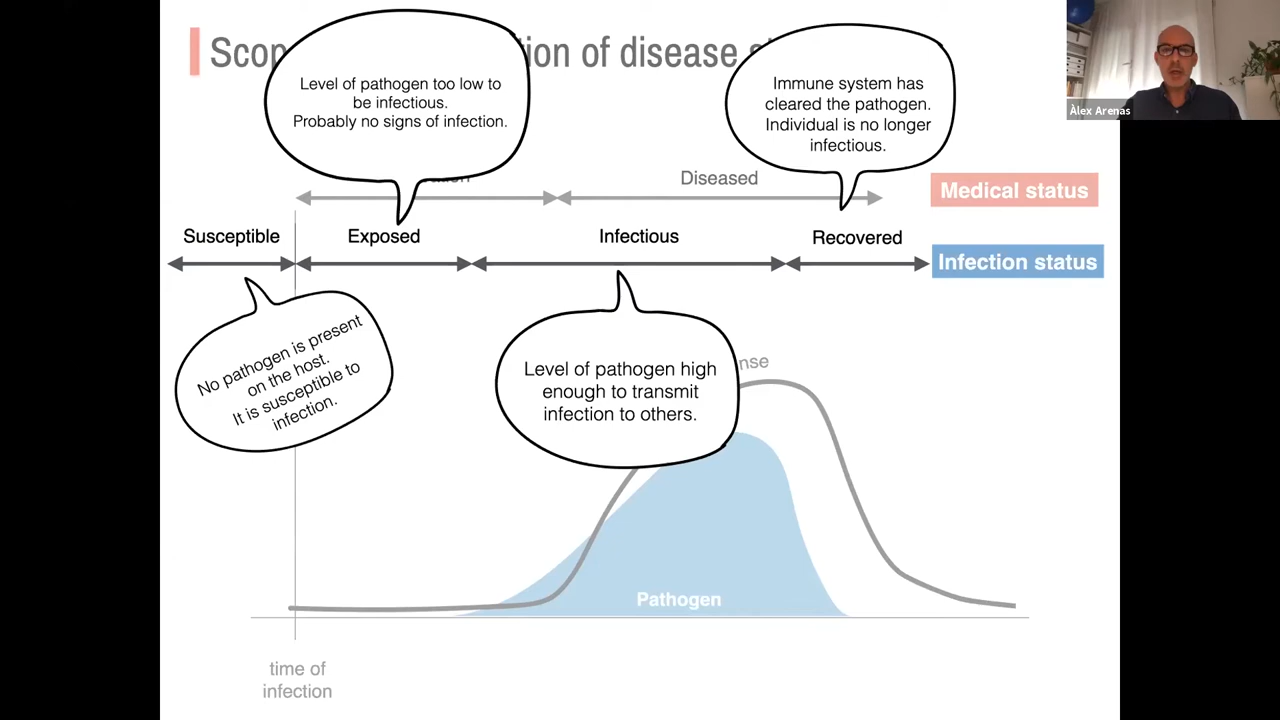 of disease
Level of pathogen too low to
be infectious.
Probably no signs of infection.
Immune system has
cleared the pathogen.
Individual is no longer
infectious.
Àlex Arenas
Diseased
Medical status
Susceptible
Exposed
Infectious
Recovered
Infection status
No pathogen is present
on the host.
It is susceptible to
infection.
Level of pathogen high
enough to transmit
infection to others.
Pathogen
time of
infection